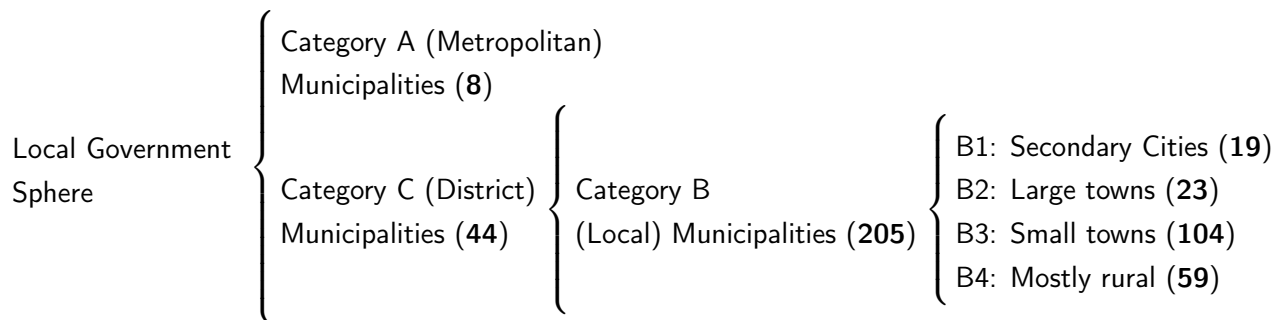 Local Government
Sphere
Category A (Metropolitan)
Municipalities (8)
Category C (District)
Municipalities (44)
Category B
(Local) Municipalities (205)
B1: Secondary Cities (19)
B2: Large towns (23)
B3: Small towns (104)
B4: Mostly rural (59)